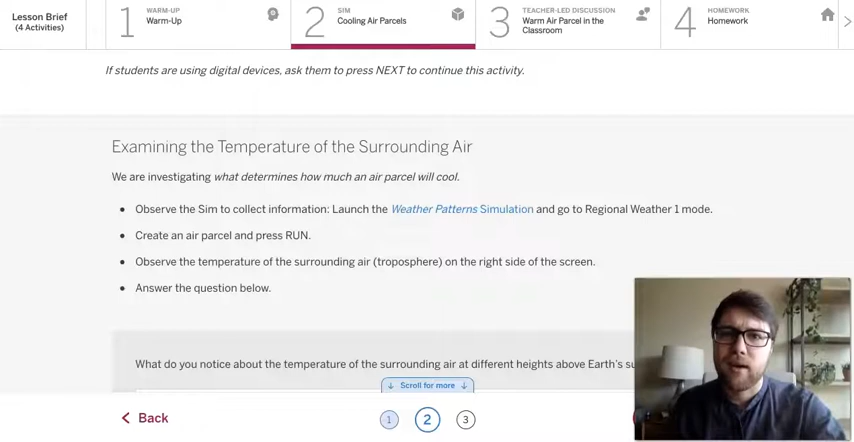 Lesson Brief
(4 Activities)
1
WARM-UP
Warm-Up
2
SIM
Cooling Air Parcels
3
TEACHER-LED DISCUSSION
Warm Air Parcel in the
Classroom
4
HOMEWORK
Homework
If students are using digital devices, ask them to press NEXT to continue this activity.
Examining the Temperature of the Surrounding Air
We are investigating what determines how much an air parcel will cool.
• Observe the Sim to collect information: Launch the Weather Patterns Simulation and go to Regional Weather 1 mode.
• Create an air parcel and press RUN.
• Observe the temperature of the surrounding air (troposphere) on the right side of the screen.
• Answer the question below.
What do you notice about the temperature of the surrounding air at different heights above Earth's
↓ Scroll for more ↓
< Back
1
2
3